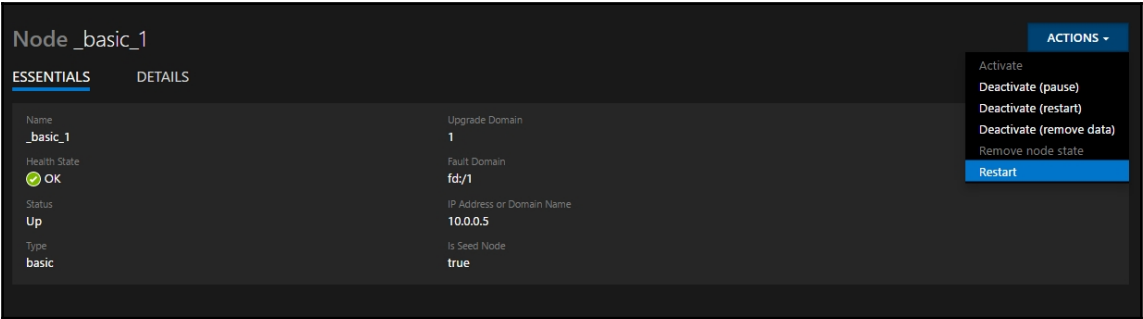 Node _basic_1
ACTIONS
ESSENTIALS DETAILS
Activate
Deactivate (pause)
Deactivate (restart)
Deactivate (remove data)
Remove node state
Restart
Name
_basic_1
Upgrade Domain
1
Health State
OK
Fault Domain
fd:/1
Status
Up
IP Address or Domain Name
10.0.0.5
Type
basic
Is Seed Node
true